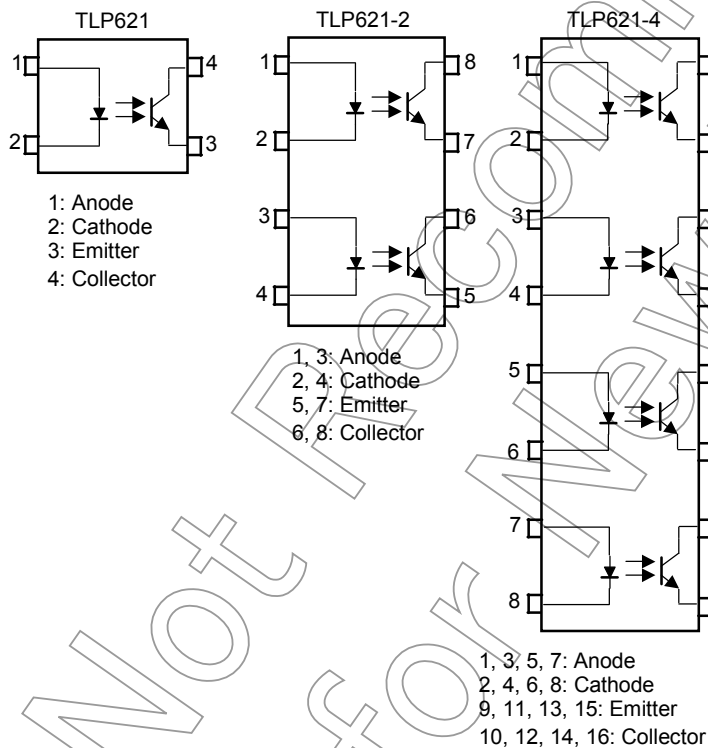 TLP621
1
4
2
3
1: Anode
2: Cathode
3: Emitter
4: Collector
TLP621-2
1
8
2
7
3
6
4
5
1, 3: Anode
2, 4: Cathode
5, 7: Emitter
6, 8: Collector
TLP621-4
1
2
3
4
5
6
7
8
1, 3, 5, 7: Anode
2, 4, 6, 8: Cathode
9, 11, 13, 15: Emitter
10, 12, 14, 16: Collector
Not
for New